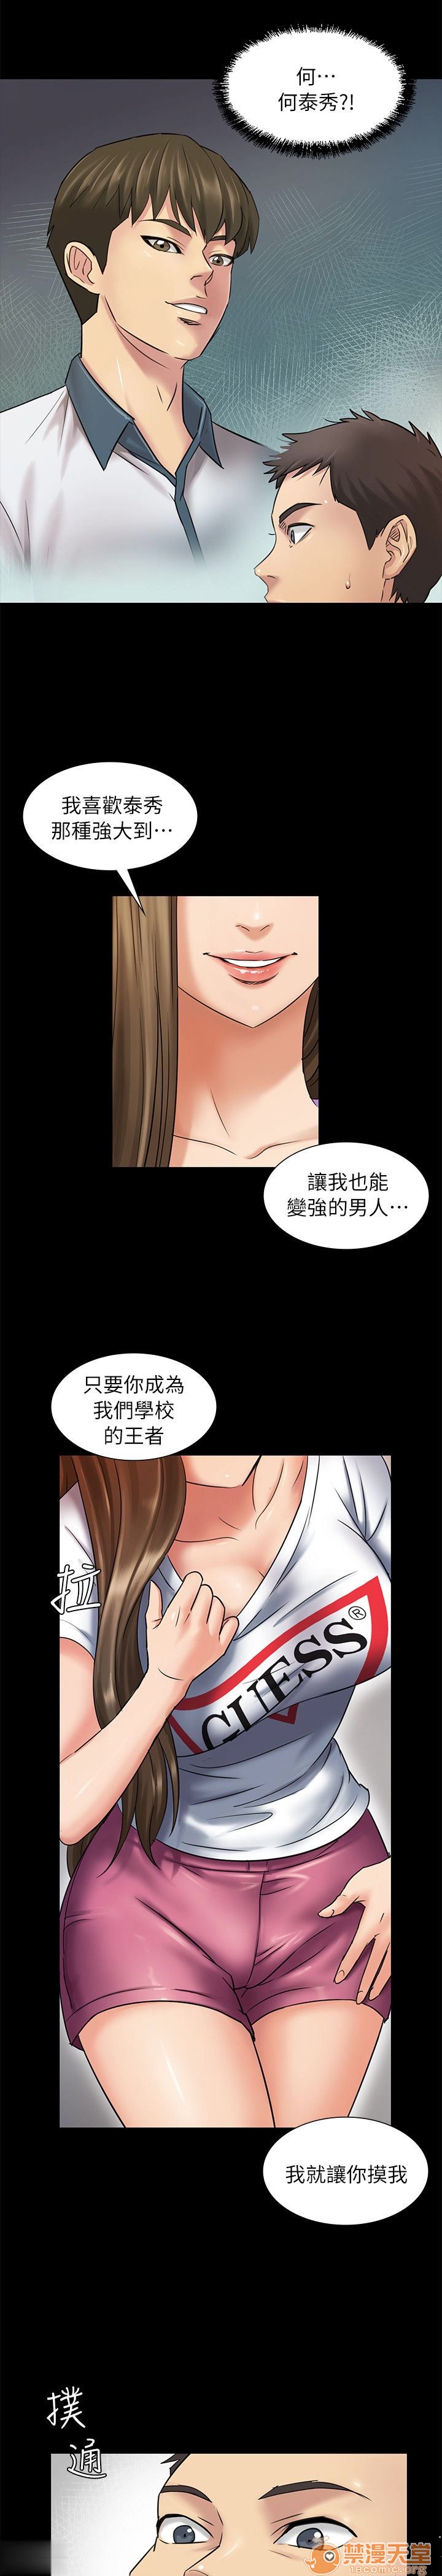 何⋯
何泰秀?!
我喜歡泰秀
那種強大到⋯
讓我也能
變強的男人⋯
只要你成為
我們學校
的王者
拉
GUESS®
我就讓你摸我
撲
通
禁漫天堂